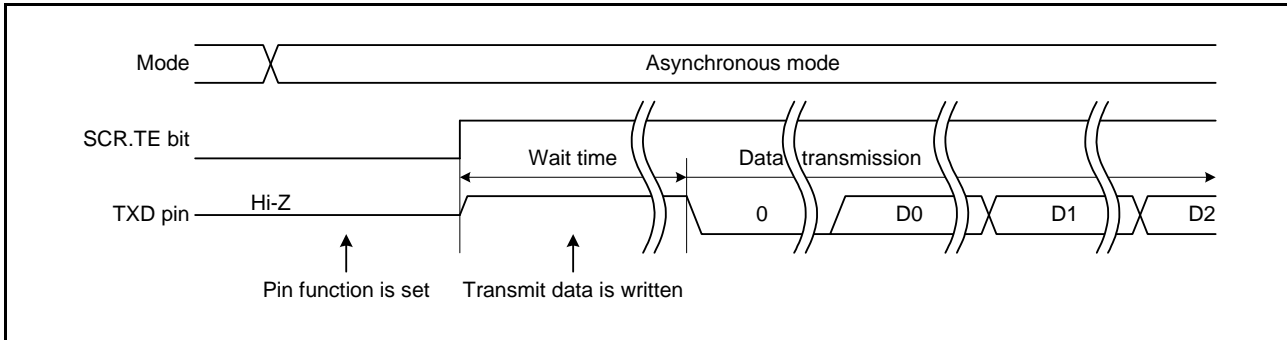 Mode
Asynchronous mode
SCR.TE bit
Wait time
Data transmission
TXD pin
Hi-Z
0
D0
D1
D2
Pin function is set
Transmit data is written